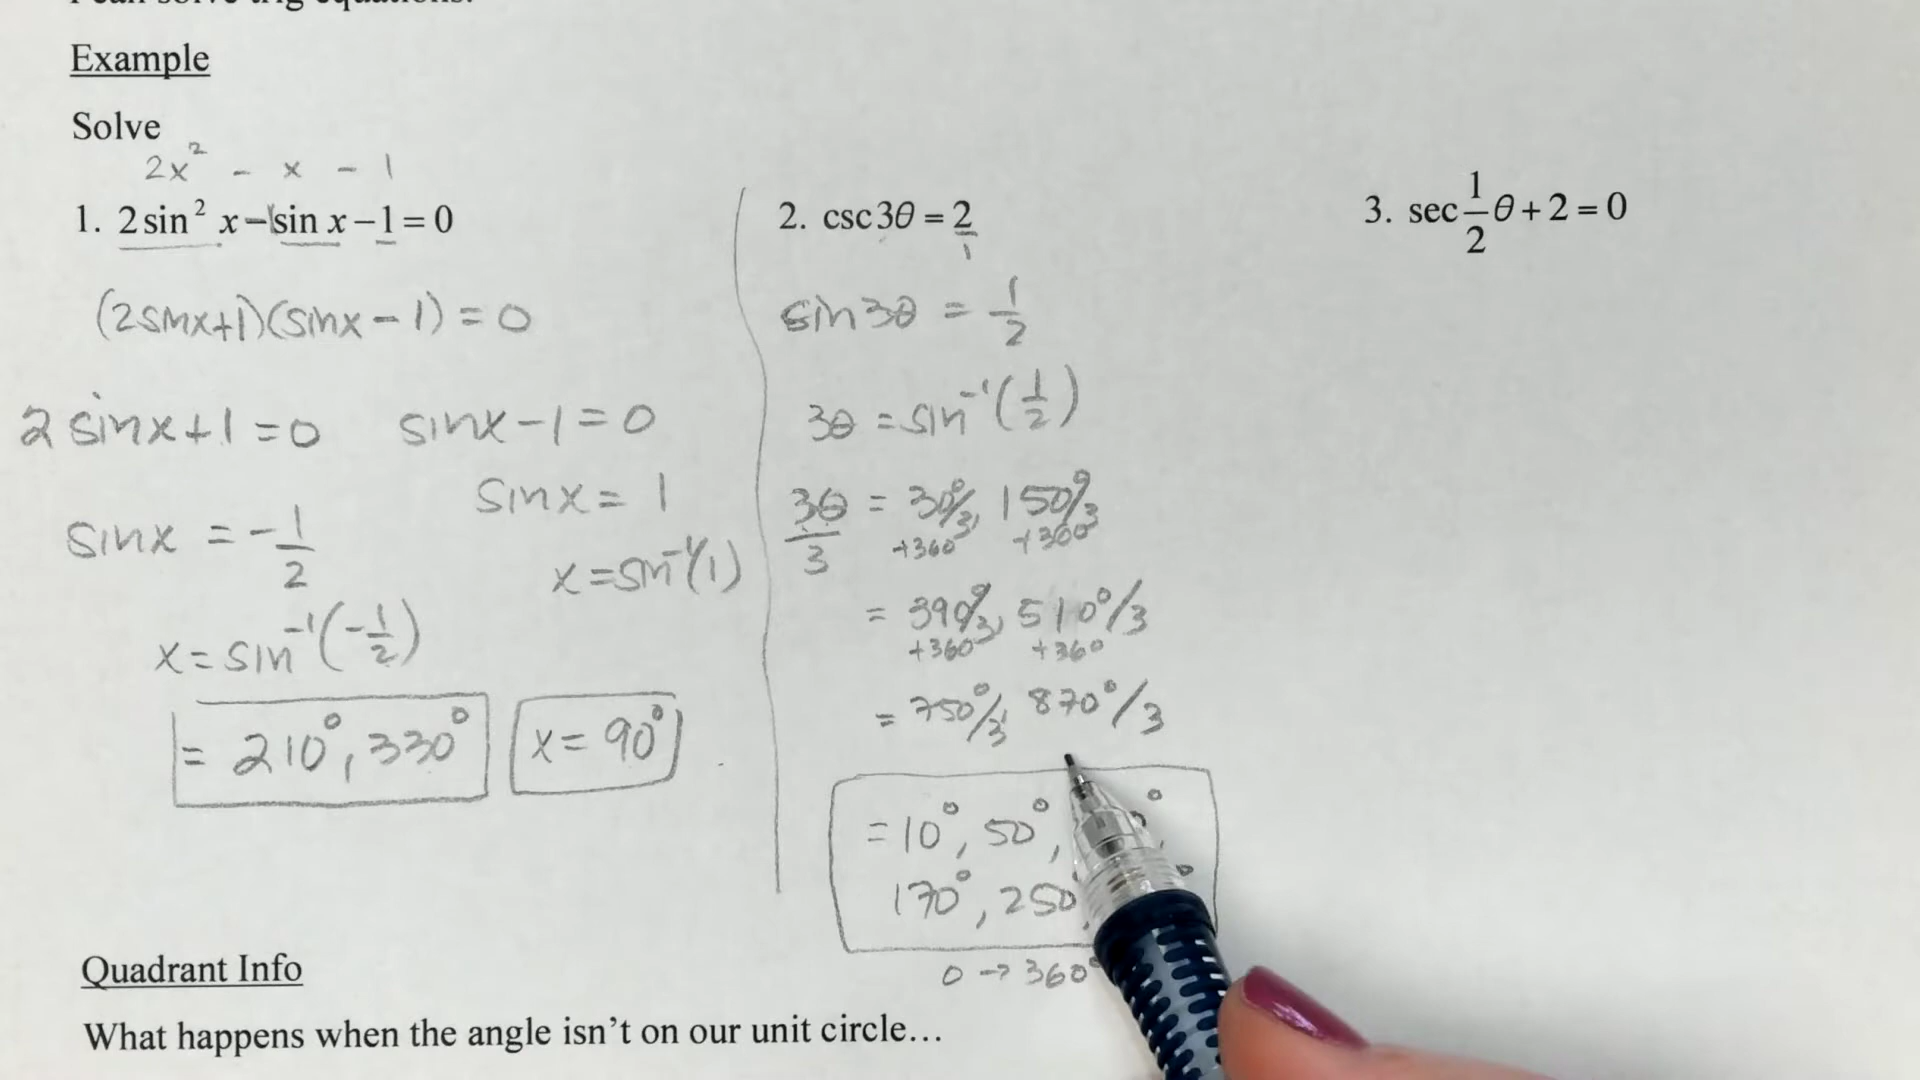 Example
Solve
2x² - x - 1
1. 2 sin² x – sin x – 1 = 0
(2sinx+1)(sinx-1) = 0
2 sinx+1 = 0 sinx-1 = 0
sinx = -1/2
sinx = 1
x = sin⁻¹(-1/2)
x = sin⁻¹(1)
= 210°, 330°
x = 90°
2. csc 3θ = 2
1
sin3θ = 1/2
3θ = sin⁻¹(1/2)
3θ/3 = 30°/3, 150°/3
+360 +360
= 390°/3, 510°/3
+360 +360
= 750°/3, 870°/3
= 10°, 50°,
170°, 250°
0 → 360°
3. sec 1/2 θ + 2 = 0
Quadrant Info
What happens when the angle isn’t on our unit circle…